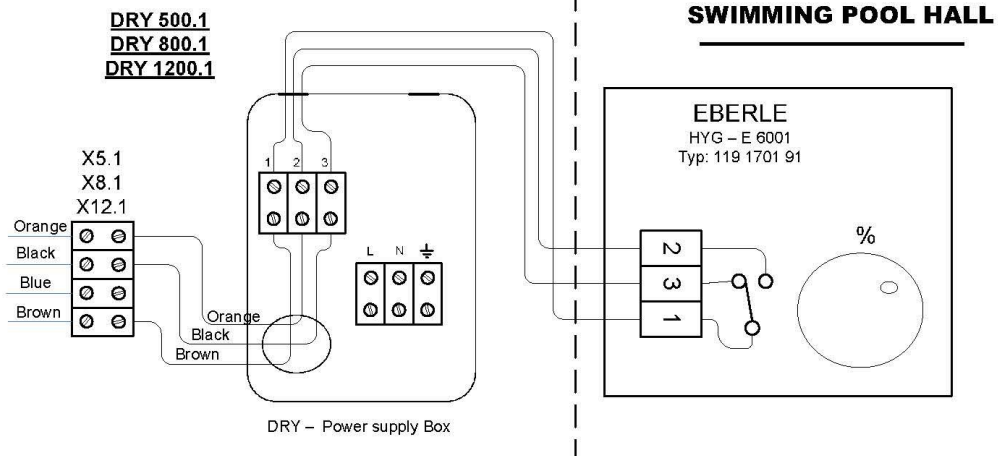 DRY 500.1
DRY 800.1
DRY 1200.1
SWIMMING POOL HALL
EBERLE
HYG – E 6001
Typ: 119 1701 91
X5.1
X8.1
X12.1
1 2 3
Orange
Black
Blue
Brown
L N
%
2
3
1
Orange
Black
Brown
DRY – Power supply Box